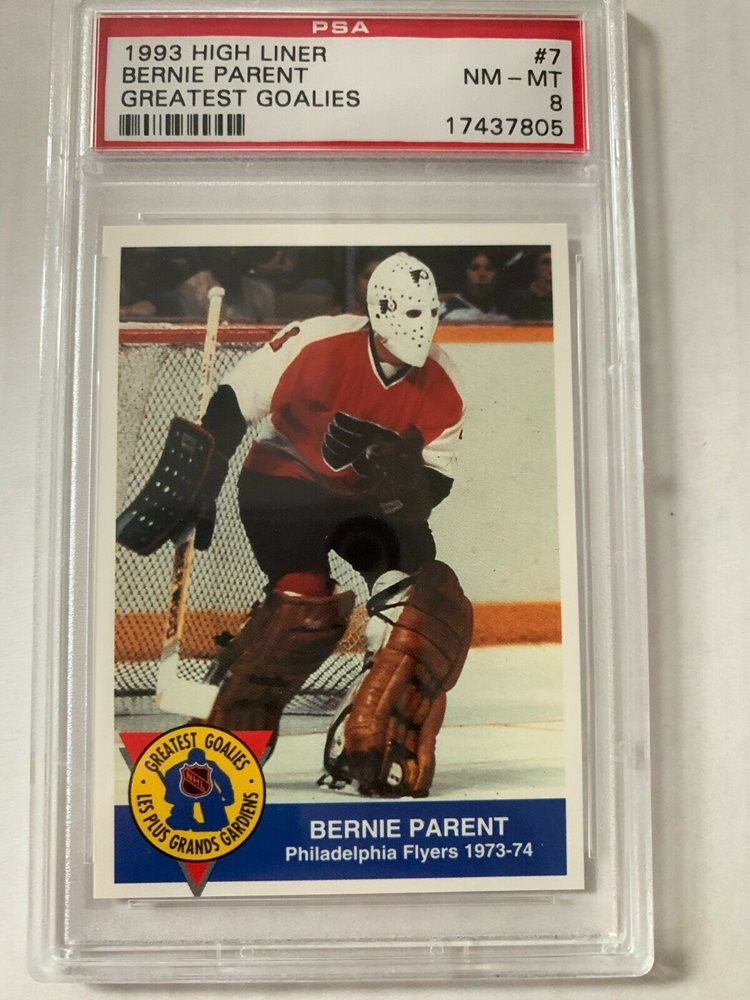 PSA
1993 HIGH LINER #7
BERNIE PARENT NM - MT
GREATEST GOALIES 8
17437805
GREATEST GOALIES
NHL
LES PLUS GRANDS GARDIENS
BERNIE PARENT
Philadelphia Flyers 1973-74